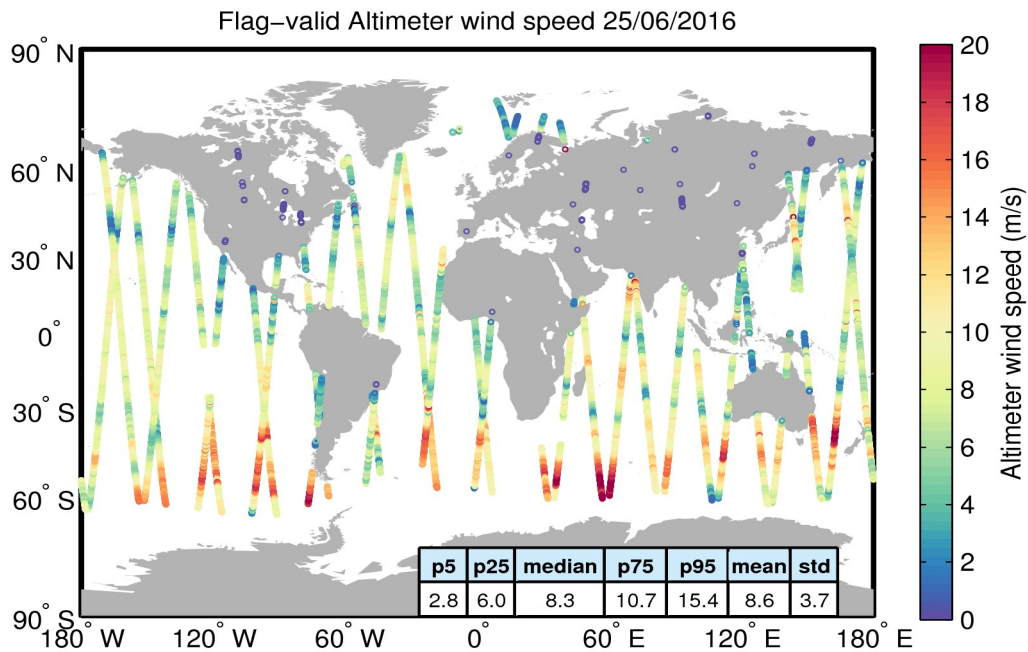 Flag−valid Altimeter wind speed 25/06/2016
90° N
60° N
30° N
0°
30° S
60° S
90° S
180° W
120° W
60° W
0°
60° E
120° E
180° E
p5 p25 median p75 p95 mean std
2.8 6.0 8.3 10.7 15.4 8.6 3.7
20
18
16
14
12
10
8
6
4
2
0
Altimeter wind speed (m/s)